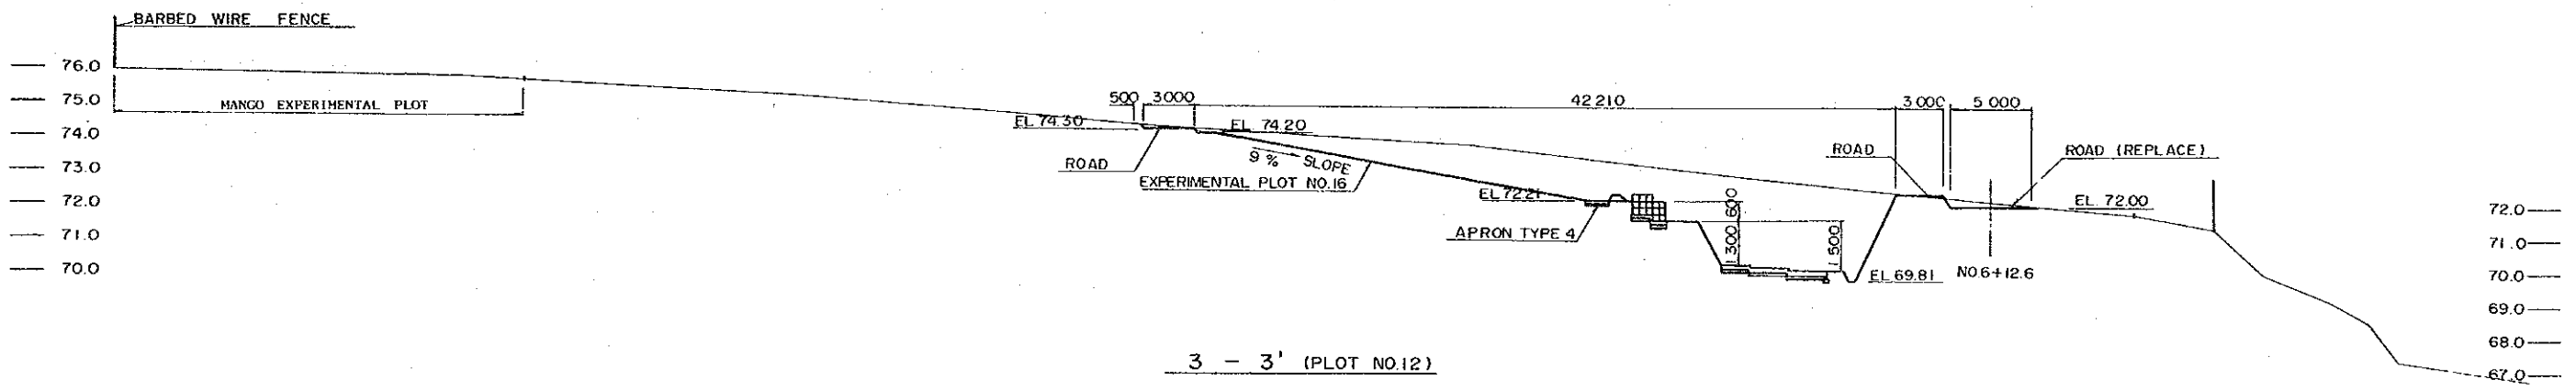 BARBED WIRE FENCE
76.0
75.0
74.0
73.0
72.0
71.0
70.0
MANGO EXPERIMENTAL PLOT
500
3000
42 210
3 000
5 000
EL 74.30
EL 74.20
ROAD
9 % SLOPE
EXPERIMENTAL PLOT NO.16
EL 72.21
APRON TYPE 4
600
1 300
1 500
ROAD
ROAD (REPLACE)
EL. 72.00
EL 69.81
NO6+12.6
72.0
71.0
70.0
69.0
68.0
67.0
3 - 3' (PLOT NO.12)